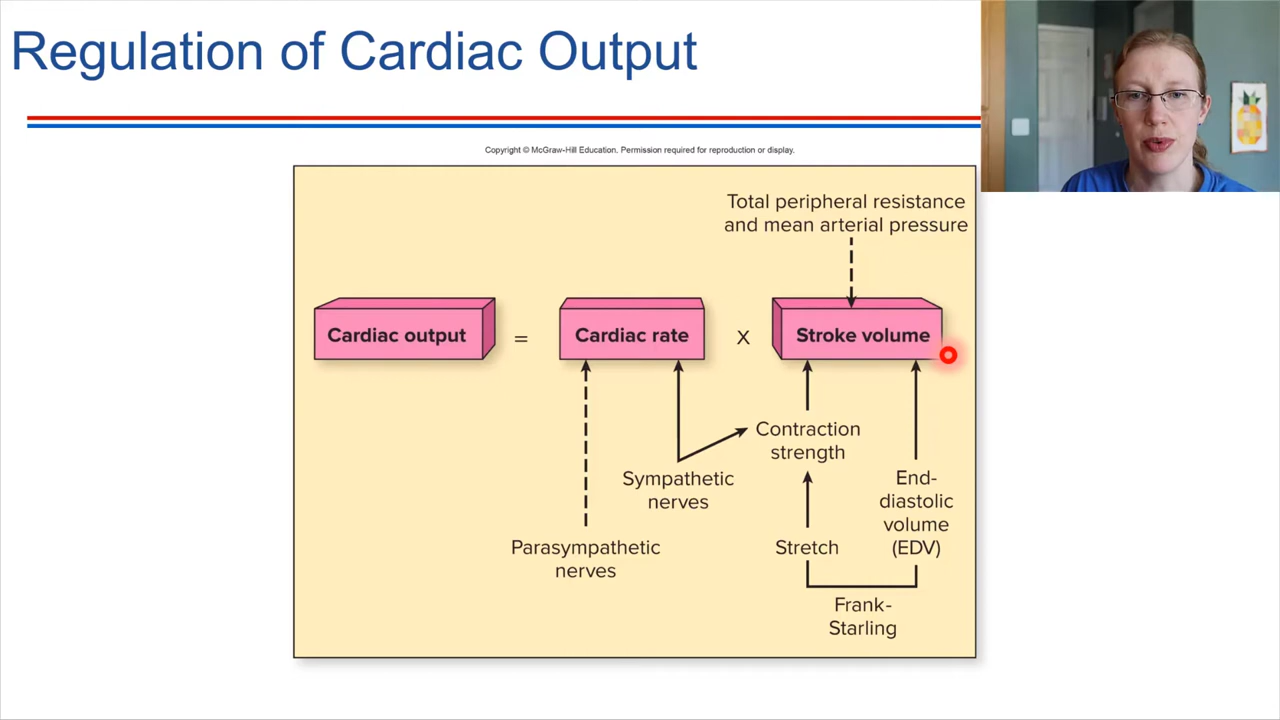 Regulation of Cardiac Output
Copyright © McGraw-Hill Education. Permission required for reproduction or display.
Total peripheral resistance
and mean arterial pressure
Cardiac output
=
Cardiac rate
X
Stroke volume
Contraction
strength
Sympathetic
nerves
End-
diastolic
volume
(EDV)
Parasympathetic
nerves
Stretch
Frank-
Starling